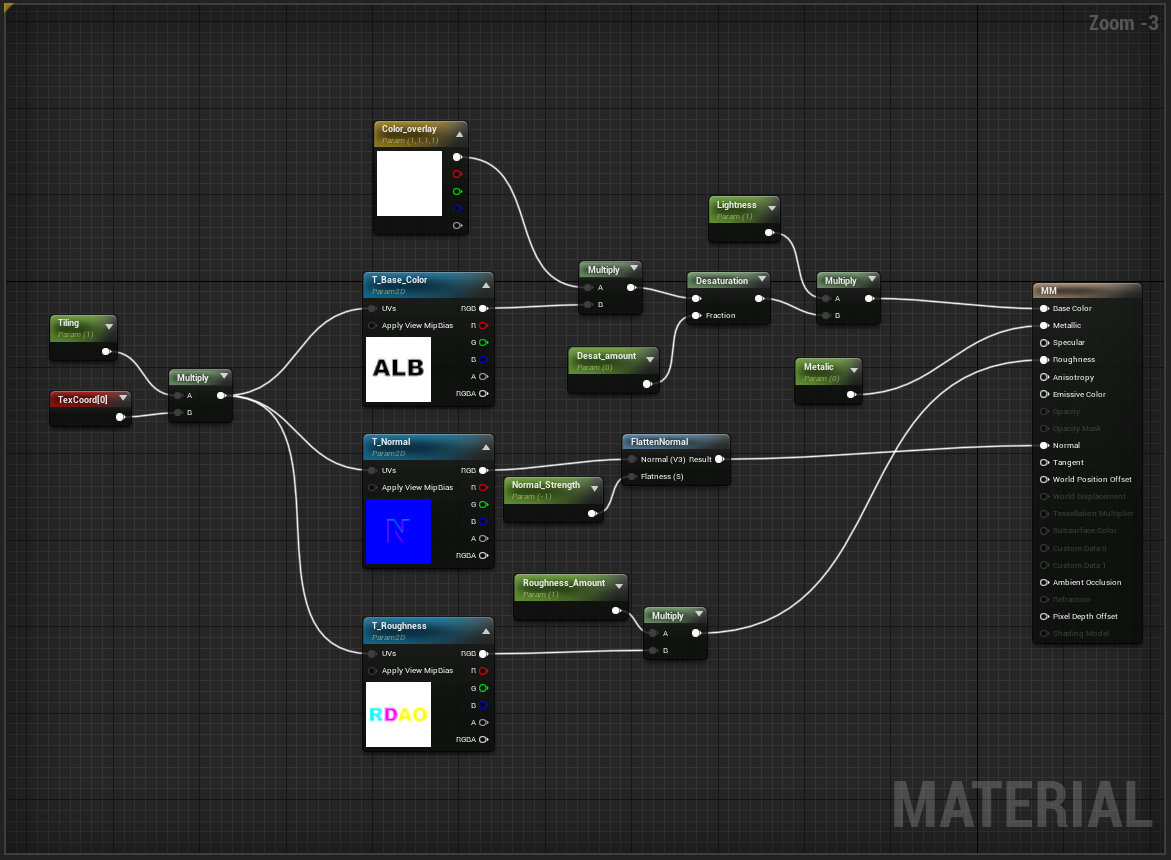 Zoom -3
Color_overlay
Param (1,1,1,1)
Lightness
Param (1)
Multiply
A
B
T_Base_Color
Param2D
UVs
RGB
Apply View MipBias
R
G
B
A
RGBA
ALB
Desaturation
Fraction
Multiply
A
B
MM
Base Color
Metallic
Specular
Roughness
Anisotropy
Emissive Color
Opacity
Opacity Mask
Normal
Tangent
World Position Offset
World Displacement
Tessellation Multiplier
Subsurface Color
Custom Data 0
Custom Data 1
Ambient Occlusion
Refraction
Pixel Depth Offset
Shading Model
Tiling
Param (1)
TexCoord[0]
Multiply
A
B
Desat_amount
Param (0)
Metalic
Param (0)
T_Normal
Param2D
UVs
RGB
Apply View MipBias
R
G
B
A
RGBA
N
FlattenNormal
Normal (V3) Result
Flatness (S)
Normal_Strength
Param (-1)
Roughness_Amount
Param (1)
Multiply
A
B
T_Roughness
Param2D
UVs
RGB
Apply View MipBias
R
G
B
A
RGBA
RDAO
MATERIAL